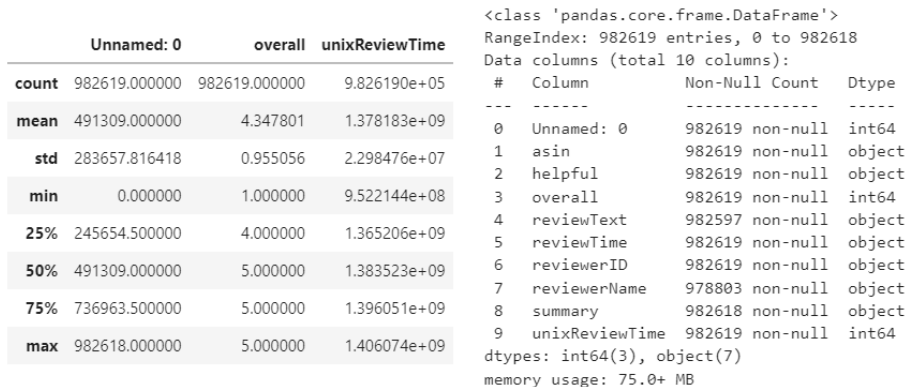 Unnamed: 0 overall unixReviewTime
count 982619.000000 982619.000000 9.826190e+05
mean 491309.000000 4.347801 1.378183e+09
std 283657.816418 0.955056 2.298476e+07
min 0.000000 1.000000 9.522144e+08
25% 245654.500000 4.000000 1.365206e+09
50% 491309.000000 5.000000 1.383523e+09
75% 736963.500000 5.000000 1.396051e+09
max 982618.000000 5.000000 1.406074e+09
<class 'pandas.core.frame.DataFrame'>
RangeIndex: 982619 entries, 0 to 982618
Data columns (total 10 columns):
# Column Non-Null Count Dtype
--- ------ -------------- -----
0 Unnamed: 0 982619 non-null int64
1 asin 982619 non-null object
2 helpful 982619 non-null object
3 overall 982619 non-null int64
4 reviewText 982597 non-null object
5 reviewTime 982619 non-null object
6 reviewerID 982619 non-null object
7 reviewerName 978803 non-null object
8 summary 982618 non-null object
9 unixReviewTime 982619 non-null int64
dtypes: int64(3), object(7)
memory usage: 75.0+ MB